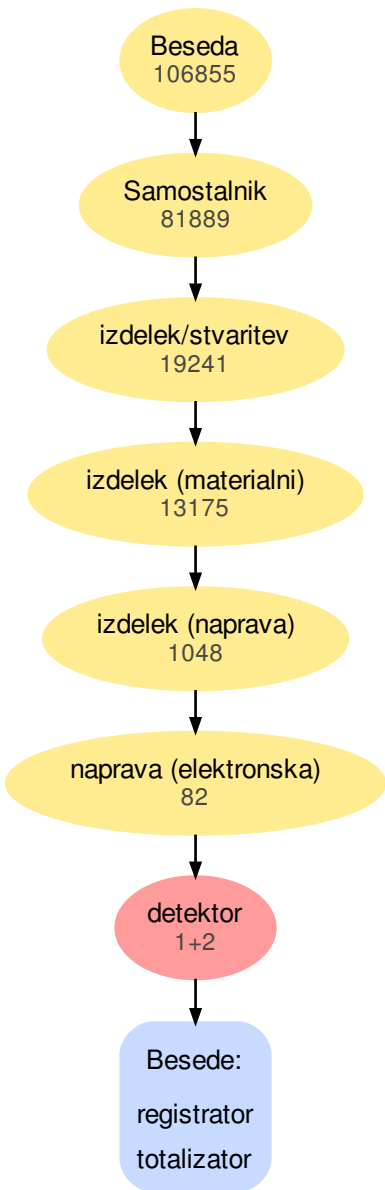 Beseda
106855
Samostalnik
81889
izdelek/stvaritev
19241
izdelek (materialni)
13175
izdelek (naprava)
1048
naprava (elektronska)
82
detektor
1+2
Besede:
registrator
totalizator